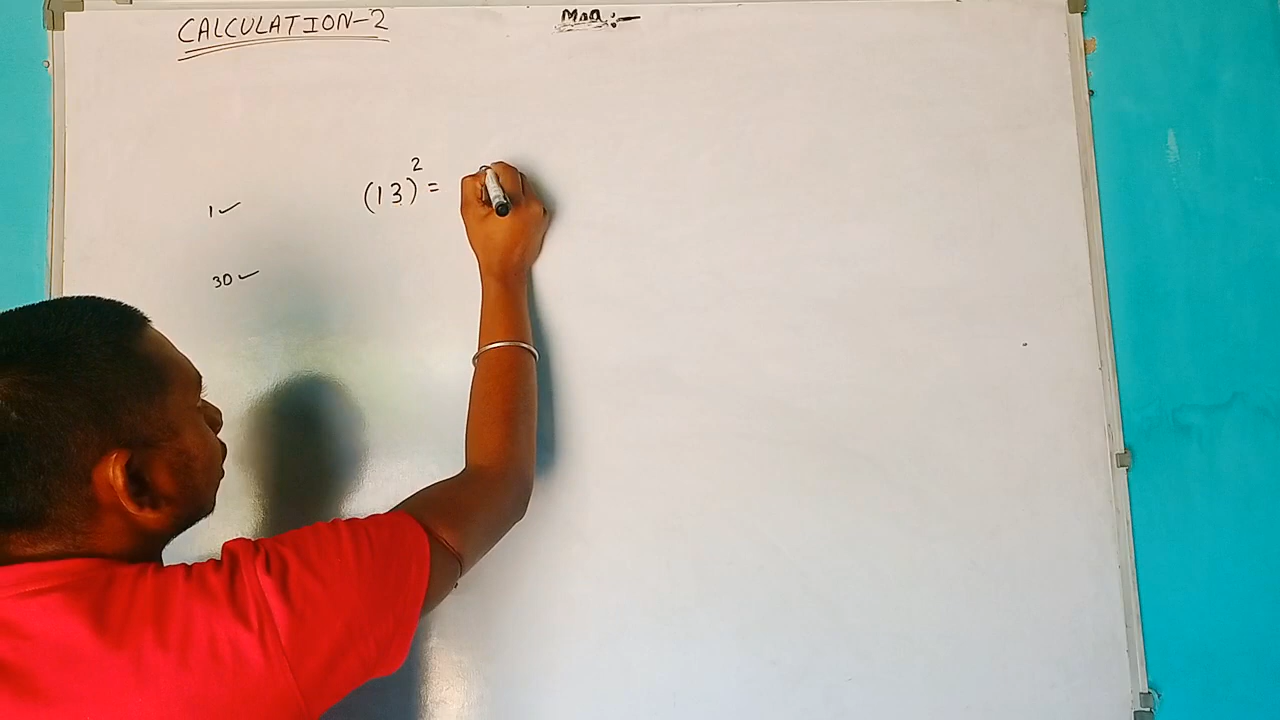 CALCULATION-2
(13)² =
1✓
30✓